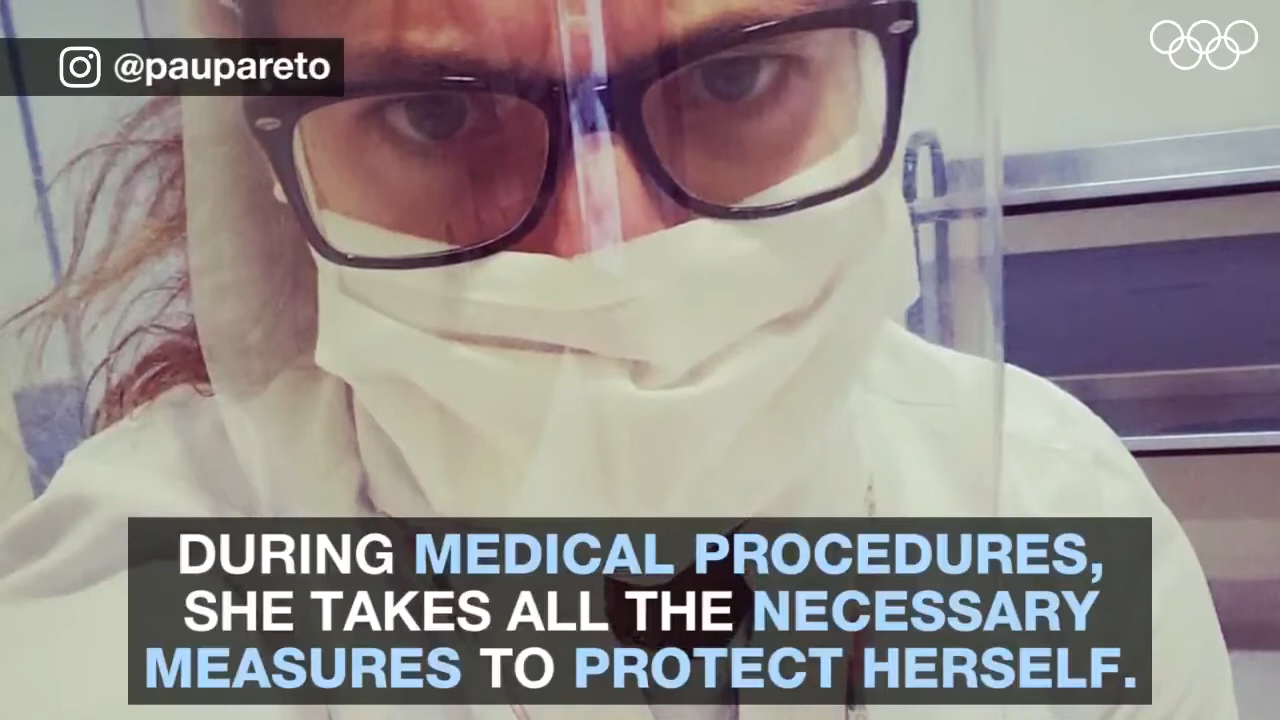 @paupareto
DURING MEDICAL PROCEDURES,
SHE TAKES ALL THE NECESSARY
MEASURES TO PROTECT HERSELF.